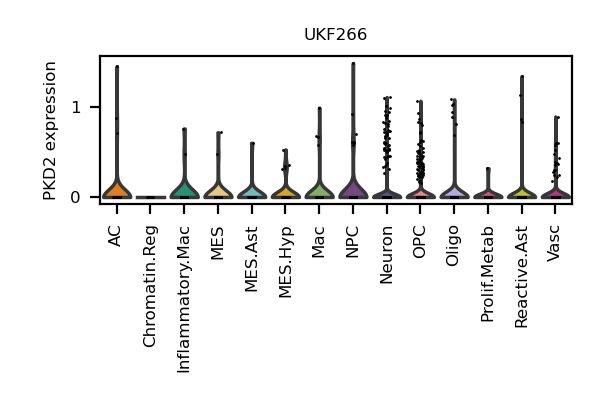 UKF266
PKD2 expression
1
0
AC
Chromatin.Reg
Inflammatory.Mac
MES
MES.Ast
MES.Hyp
Mac
NPC
Neuron
OPC
Oligo
Prolif.Metab
Reactive.Ast
Vasc